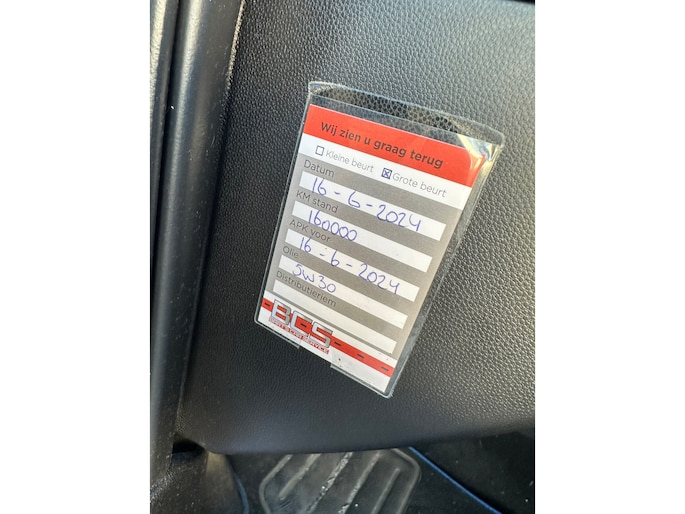 Wij zien u graag terug
Kleine beurt Grote beurt
Datum
16-6-2024
KM stand
160000
APK voor
16-6-2024
Olie
5W30
Distributieriem
BCS